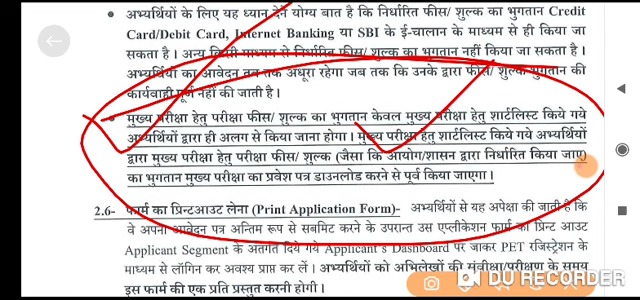 • अभ्यर्थियों के लिए यह ध्यान देने योग्य बात है कि निर्धारित फीस/ शुल्क का भुगतान Credit
Card/Debit Card, Internet Banking या SBI के ई-चालान के माध्यम से ही किया जा
सकता है। अन्य किसी माध्यम से निर्धारित फीस/ शुल्क का भुगतान नहीं किया जा सकता है।
अभ्यर्थियों का आवेदन तब तक अधूरा रहेगा जब तक कि उनके द्वारा फीस/ शुल्क भुगतान की
कार्यवाही पूर्ण नहीं की जाती है।
• मुख्य परीक्षा हेतु परीक्षा फीस/ शुल्क का भुगतान केवल मुख्य परीक्षा हेतु शार्टलिस्ट किये गये
अभ्यर्थियों द्वारा ही अलग से किया जाना होगा। मुख्य परीक्षा हेतु शार्टलिस्ट किये गये अभ्यर्थियों
द्वारा मुख्य परीक्षा हेतु परीक्षा फीस/ शुल्क (जैसा कि आयोग/शासन द्वारा निर्धारित किया जाए)
का भुगतान मुख्य परीक्षा का प्रवेश पत्र डाउनलोड करने से पूर्व किया जाएगा।
2.6- फार्म का प्रिन्टआउट लेना (Print Application Form)- अभ्यर्थियों से यह अपेक्षा की जाती है कि
वे अपना आवेदन पत्र अन्तिम रूप से सबमिट करने के उपरान्त उस एप्लीकेशन फार्म का प्रिन्ट आउट
Applicant Segment के अंतर्गत दिये गये Applicant's Dashboard पर जाकर PET रजिस्ट्रेशन के
माध्यम से लॉगिन कर अवश्य प्राप्त कर लें। अभ्यर्थियों को अभिलेखों की संवीक्षा/परीक्षण के समय
इस फार्म की एक प्रति प्रस्तुत करनी होगी।
DU RECORDER